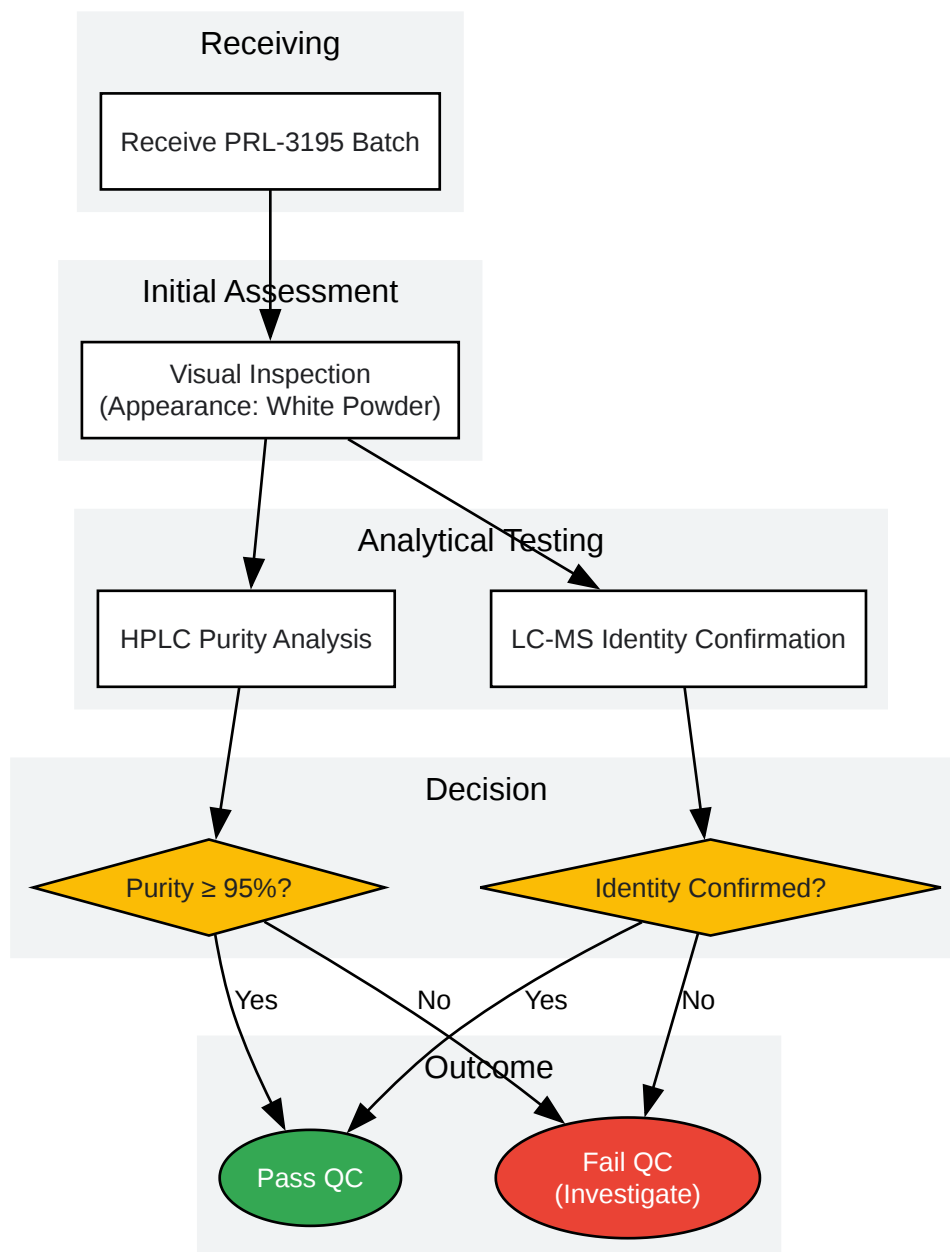 Receiving
Receive PRL-3195 Batch
Initial Assessment
Visual Inspection
(Appearance: White Powder)
Analytical Testing
HPLC Purity Analysis
LC-MS Identity Confirmation
Decision
Purity ≥ 95%?
Identity Confirmed?
Yes
No
Yes
No
Outcome
Pass QC
Fail QC
(Investigate)